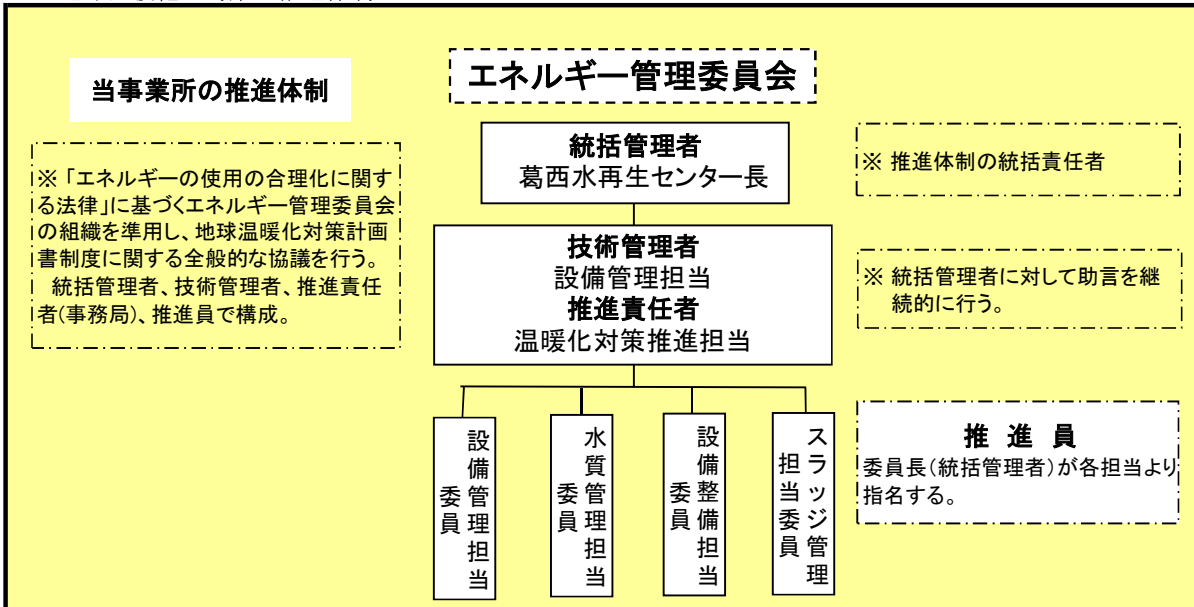 当事業所の推進体制
エネルギー管理委員会
※「エネルギーの使用の合理化に関す
る法律」に基づくエネルギー管理委員会
の組織を準用し、地球温暖化対策計画
書制度に関する全般的な協議を行う。
統括管理者、技術管理者、推進責任
者(事務局)、推進員で構成。
統括管理者
葛西水再生センター長
※ 推進体制の統括責任者
技術管理者
設備管理担当
推進責任者
温暖化対策推進担当
※ 統括管理者に対して助言を継
続的に行う。
設備管理担当
委員
水質管理担当
委員
設備整備担当
委員
スラッジ管理
担当委員
推 進 員
委員長(統括管理者)が各担当より
指名する。